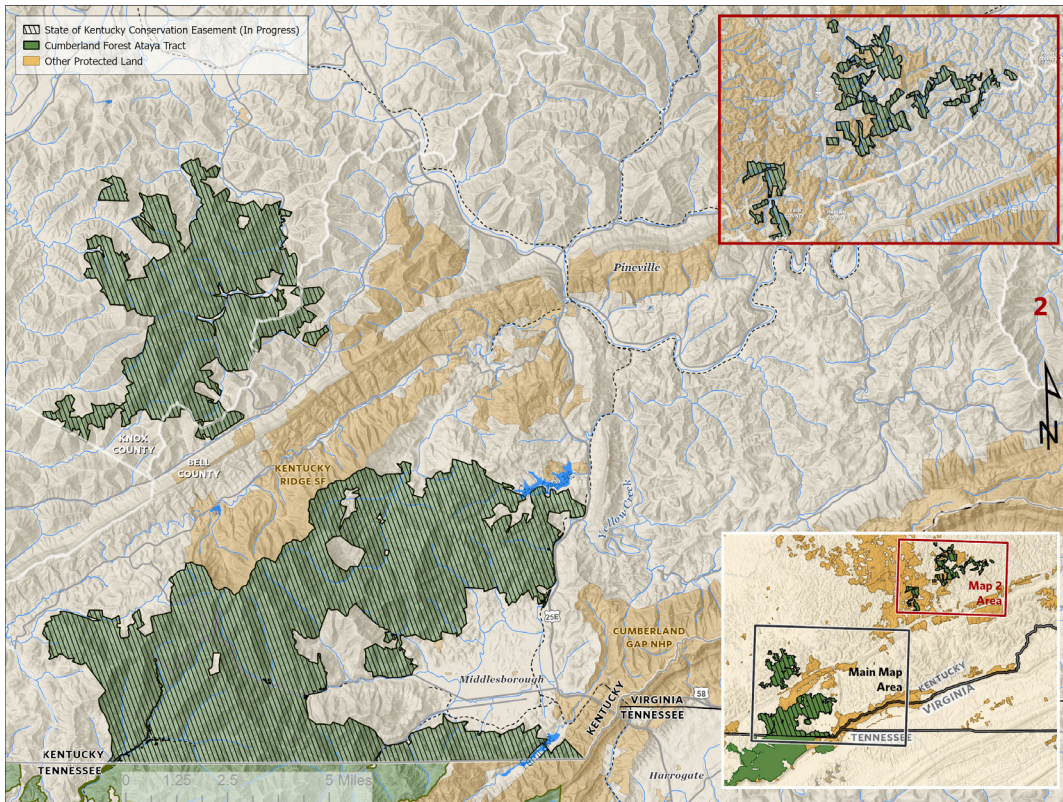 State of Kentucky Conservation Easement (In Progress)
Cumberland Forest Ataya Tract
Other Protected Land
Pineville
2
KNOX
COUNTY
BELL
COUNTY
KENTUCKY
RIDGE SF
Yellow Creek
25E
CUMBERLAND
GAP NHP
Middlesborough
KENTUCKY
VIRGINIA
TENNESSEE
58
KENTUCKY
TENNESSEE
0 1.25 2.5 5 Miles
Harrogate
Map 2
Area
Main Map
Area
KENTUCKY
VIRGINIA
TENNESSEE
N